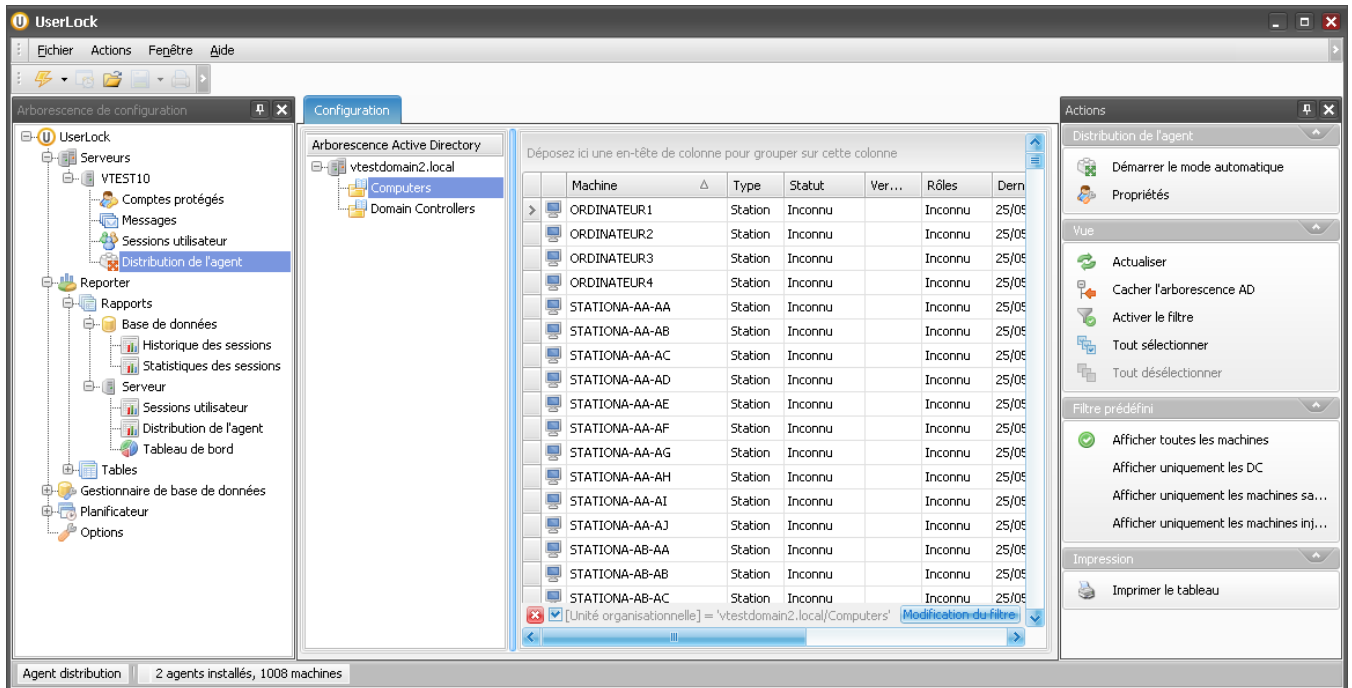 UserLock
Fichier Actions Fenêtre Aide
Arborescence de configuration
UserLock
Serveurs
VTEST10
Comptes protégés
Messages
Sessions utilisateur
Distribution de l'agent
Reporter
Rapports
Base de données
Historique des sessions
Statistiques des sessions
Serveur
Sessions utilisateur
Distribution de l'agent
Tableau de bord
Tables
Gestionnaire de base de données
Planificateur
Options
Configuration
Arborescence Active Directory
vtestdomain2.local
Computers
Domain Controllers
Déposez ici une en-tête de colonne pour grouper sur cette colonne
Machine Type Statut Ver... Rôles Dern
ORDINATEUR1 Station Inconnu Inconnu 25/05
ORDINATEUR2 Station Inconnu Inconnu 25/05
ORDINATEUR3 Station Inconnu Inconnu 25/05
ORDINATEUR4 Station Inconnu Inconnu 25/05
STATIONA-AA-AA Station Inconnu Inconnu 25/05
STATIONA-AA-AB Station Inconnu Inconnu 25/05
STATIONA-AA-AC Station Inconnu Inconnu 25/05
STATIONA-AA-AD Station Inconnu Inconnu 25/05
STATIONA-AA-AE Station Inconnu Inconnu 25/05
STATIONA-AA-AF Station Inconnu Inconnu 25/05
STATIONA-AA-AG Station Inconnu Inconnu 25/05
STATIONA-AA-AH Station Inconnu Inconnu 25/05
STATIONA-AA-AI Station Inconnu Inconnu 25/05
STATIONA-AA-AJ Station Inconnu Inconnu 25/05
STATIONA-AB-AA Station Inconnu Inconnu 25/05
STATIONA-AB-AB Station Inconnu Inconnu 25/05
STATIONA-AB-AC Station Inconnu Inconnu 25/05
[Unité organisationnelle] = 'vtestdomain2.local/Computers' Modification du filtre
Actions
Distribution de l'agent
Démarrer le mode automatique
Propriétés
Vue
Actualiser
Cacher l'arborescence AD
Activer le filtre
Tout sélectionner
Tout désélectionner
Filtre prédéfini
Afficher toutes les machines
Afficher uniquement les DC
Afficher uniquement les machines sa...
Afficher uniquement les machines inj...
Impression
Imprimer le tableau
Agent distribution 2 agents installés, 1008 machines